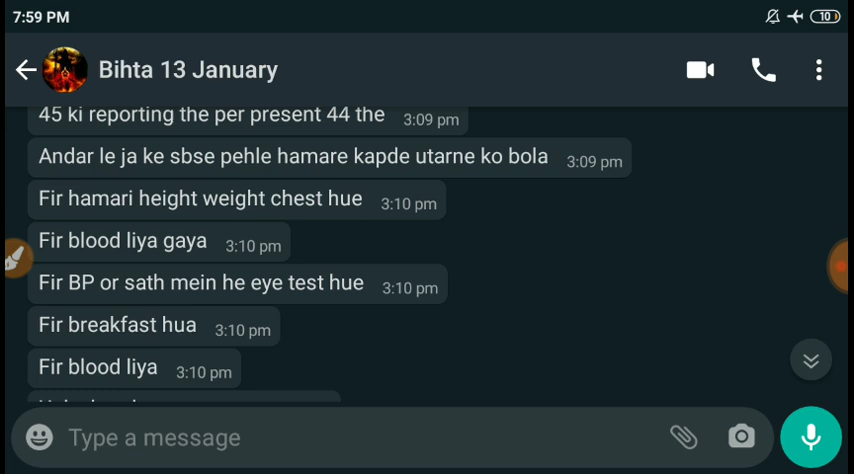 7:59 PM
10
Bihta 13 January
45 ki reporting the per present 44 the 3:09 pm
Andar le ja ke sbse pehle hamare kapde utarne ko bola 3:09 pm
Fir hamari height weight chest hue 3:10 pm
Fir blood liya gaya 3:10 pm
Fir BP or sath mein he eye test hue 3:10 pm
Fir breakfast hua 3:10 pm
Fir blood liya 3:10 pm
Type a message